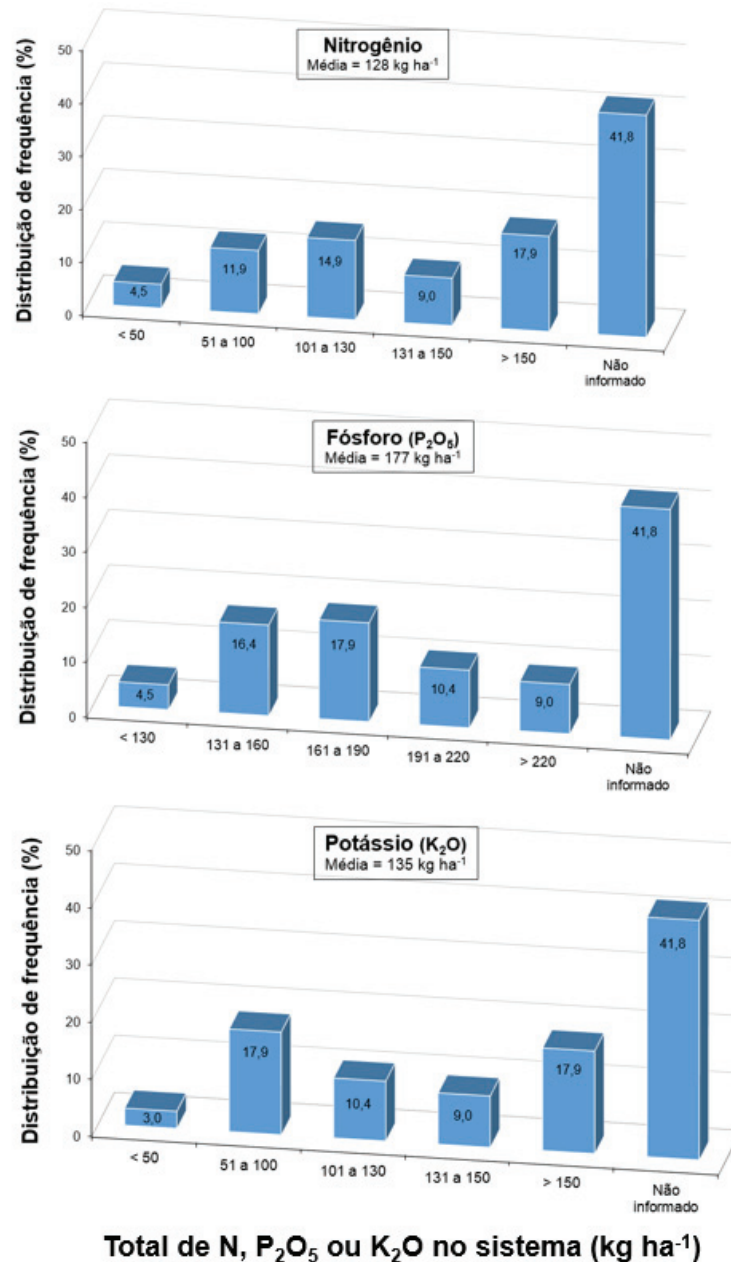 Nitrogênio
Média = 128 kg ha⁻¹
Distribuição de frequência (%)
50
40
30
20
10
0
4,5
11,9
14,9
9,0
17,9
41,8
< 50
51 a 100
101 a 130
131 a 150
> 150
Não
informado
Fósforo (P₂O₅)
Média = 177 kg ha⁻¹
Distribuição de frequência (%)
50
40
30
20
10
0
4,5
16,4
17,9
10,4
9,0
41,8
< 130
131 a 160
161 a 190
191 a 220
> 220
Não
informado
Potássio (K₂O)
Média = 135 kg ha⁻¹
Distribuição de frequência (%)
50
40
30
20
10
0
3,0
17,9
10,4
9,0
17,9
41,8
< 50
51 a 100
101 a 130
131 a 150
> 150
Não
informado
Total de N, P₂O₅ ou K₂O no sistema (kg ha⁻¹)